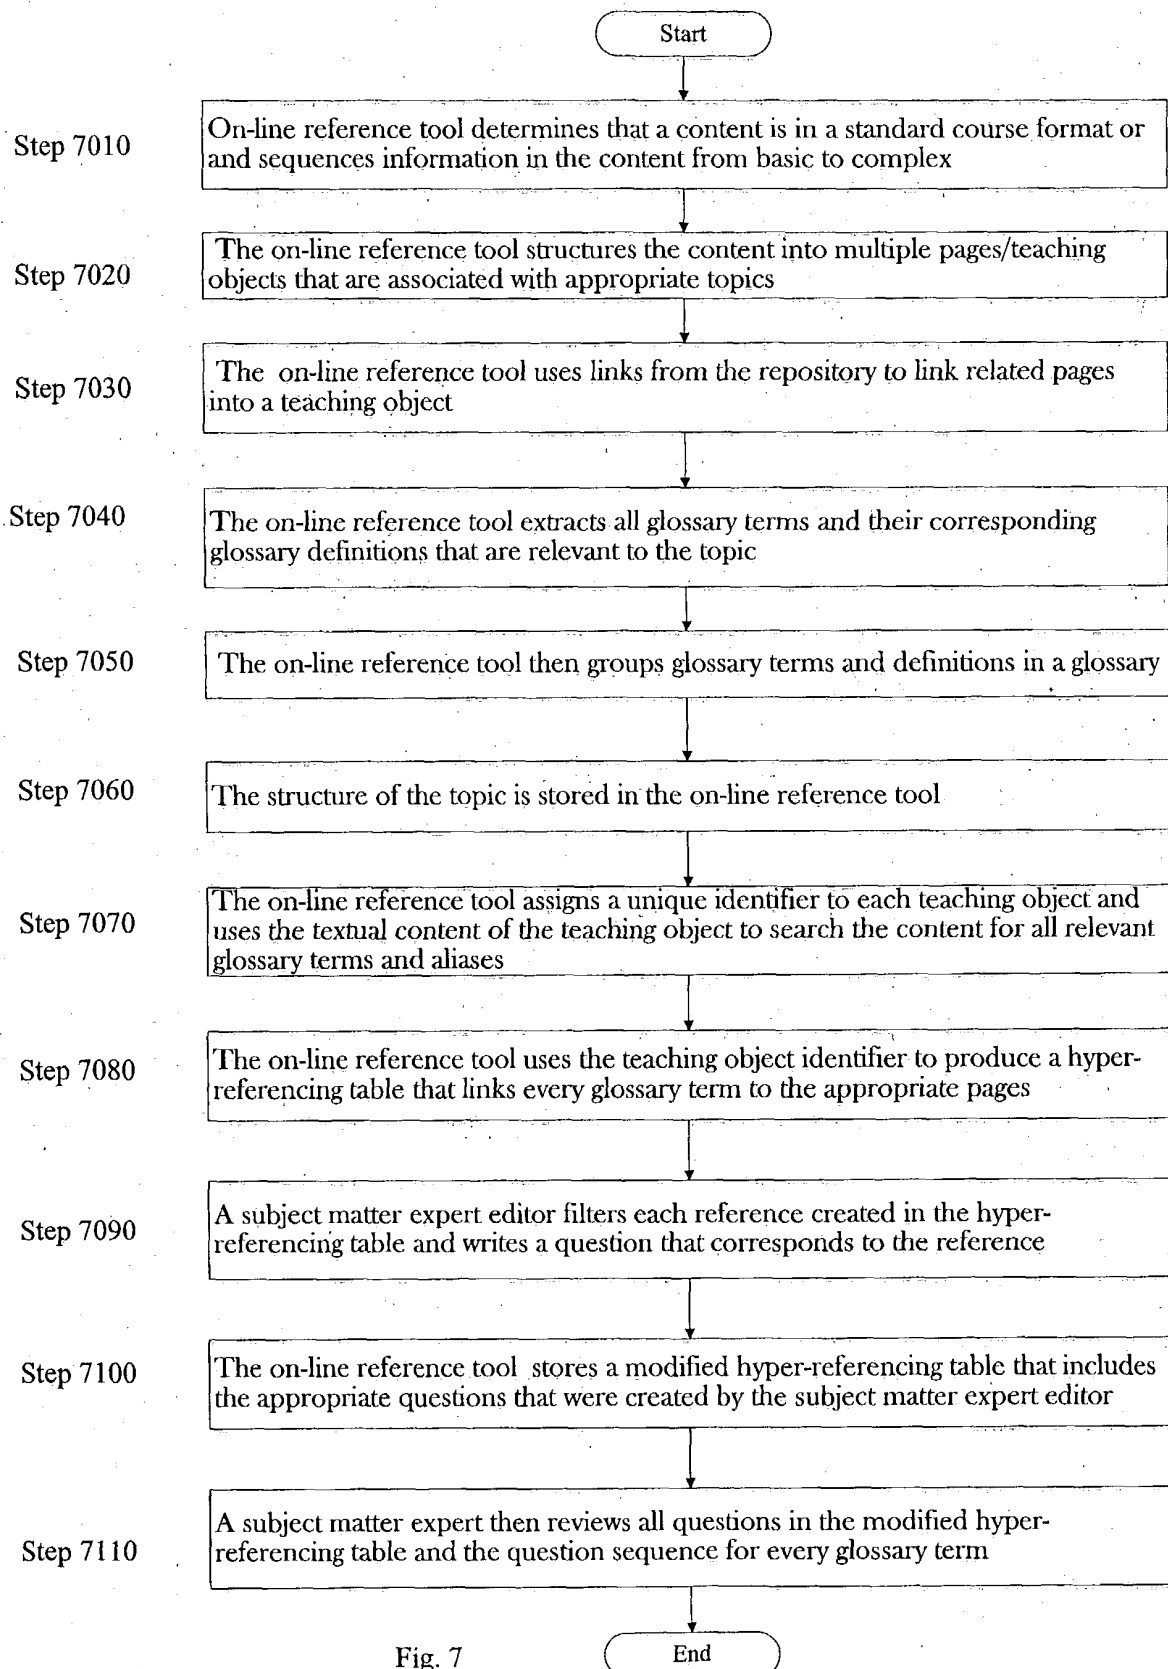 Start
Step 7010
On-line reference tool determines that a content is in a standard course format or
and sequences information in the content from basic to complex
Step 7020
The on-line reference tool structures the content into multiple pages/teaching
objects that are associated with appropriate topics
Step 7030
The on-line reference tool uses links from the repository to link related pages
into a teaching object
Step 7040
The on-line reference tool extracts all glossary terms and their corresponding
glossary definitions that are relevant to the topic
Step 7050
The on-line reference tool then groups glossary terms and definitions in a glossary
Step 7060
The structure of the topic is stored in the on-line reference tool
Step 7070
The on-line reference tool assigns a unique identifier to each teaching object and
uses the textual content of the teaching object to search the content for all relevant
glossary terms and aliases
Step 7080
The on-line reference tool uses the teaching object identifier to produce a hyper-
referencing table that links every glossary term to the appropriate pages
Step 7090
A subject matter expert editor filters each reference created in the hyper-
referencing table and writes a question that corresponds to the reference
Step 7100
The on-line reference tool stores a modified hyper-referencing table that includes
the appropriate questions that were created by the subject matter expert editor
Step 7110
A subject matter expert then reviews all questions in the modified hyper-
referencing table and the question sequence for every glossary term
Fig. 7
End